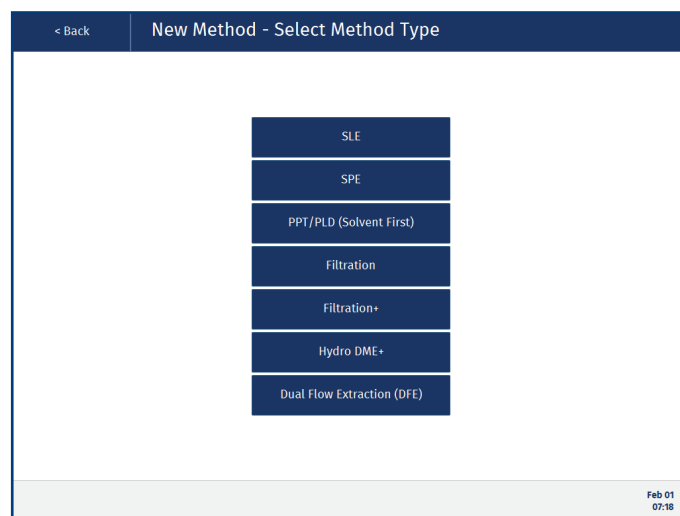 < Back
New Method - Select Method Type
SLE
SPE
PPT/PLD (Solvent First)
Filtration
Filtration+
Hydro DME+
Dual Flow Extraction (DFE)
Feb 01
07:18